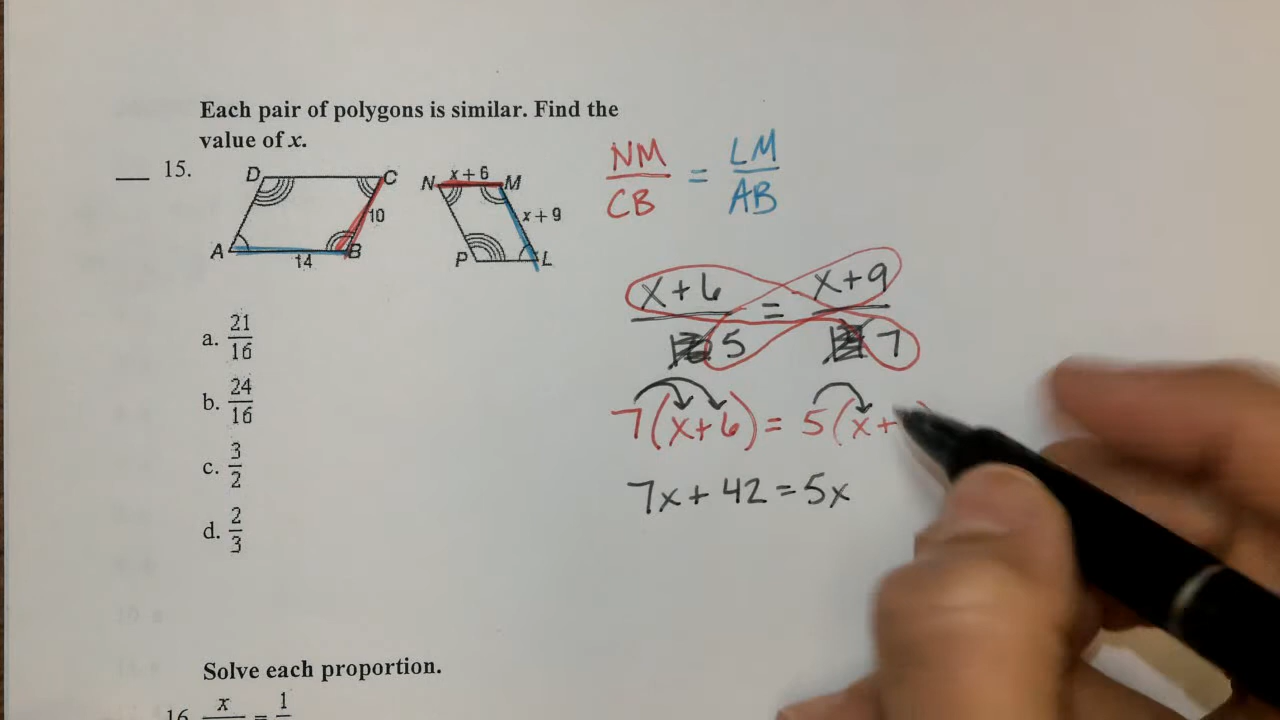 Each pair of polygons is similar. Find the
value of x.
15.
D
C
10
A
B
14
N
x + 6
M
x + 9
P
L
a. 21/16
b. 24/16
c. 3/2
d. 2/3
NM/CB = LM/AB
x+6/5 = x+9/7
7(x+6) = 5(x+
7x+42=5x
Solve each proportion.
16. x
= 1